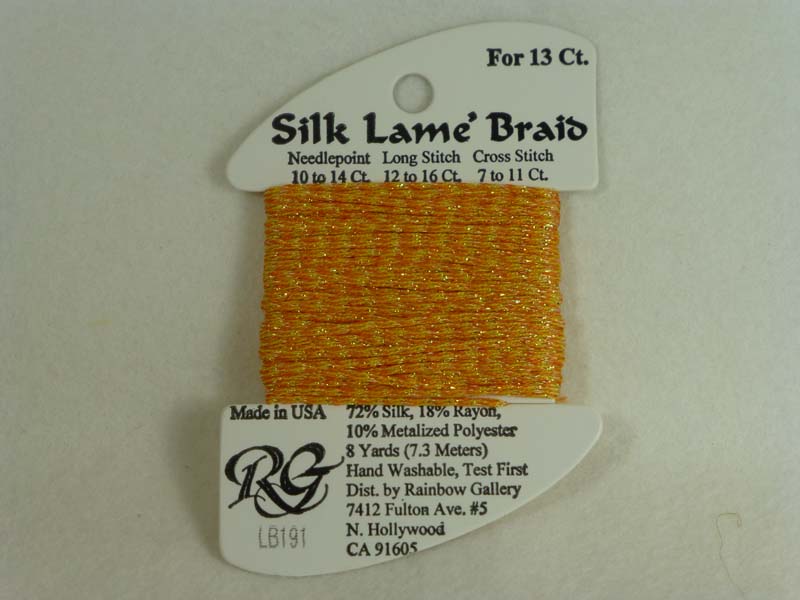 For 13 Ct.
Silk Lame' Braid
Needlepoint Long Stitch Cross Stitch
10 to 14 Ct. 12 to 16 Ct. 7 to 11 Ct.
Made in USA
72% Silk, 18% Rayon,
10% Metalized Polyester
8 Yards (7.3 Meters)
Hand Washable, Test First
Dist. by Rainbow Gallery
7412 Fulton Ave. #5
N. Hollywood
CA 91605
RG
LB191